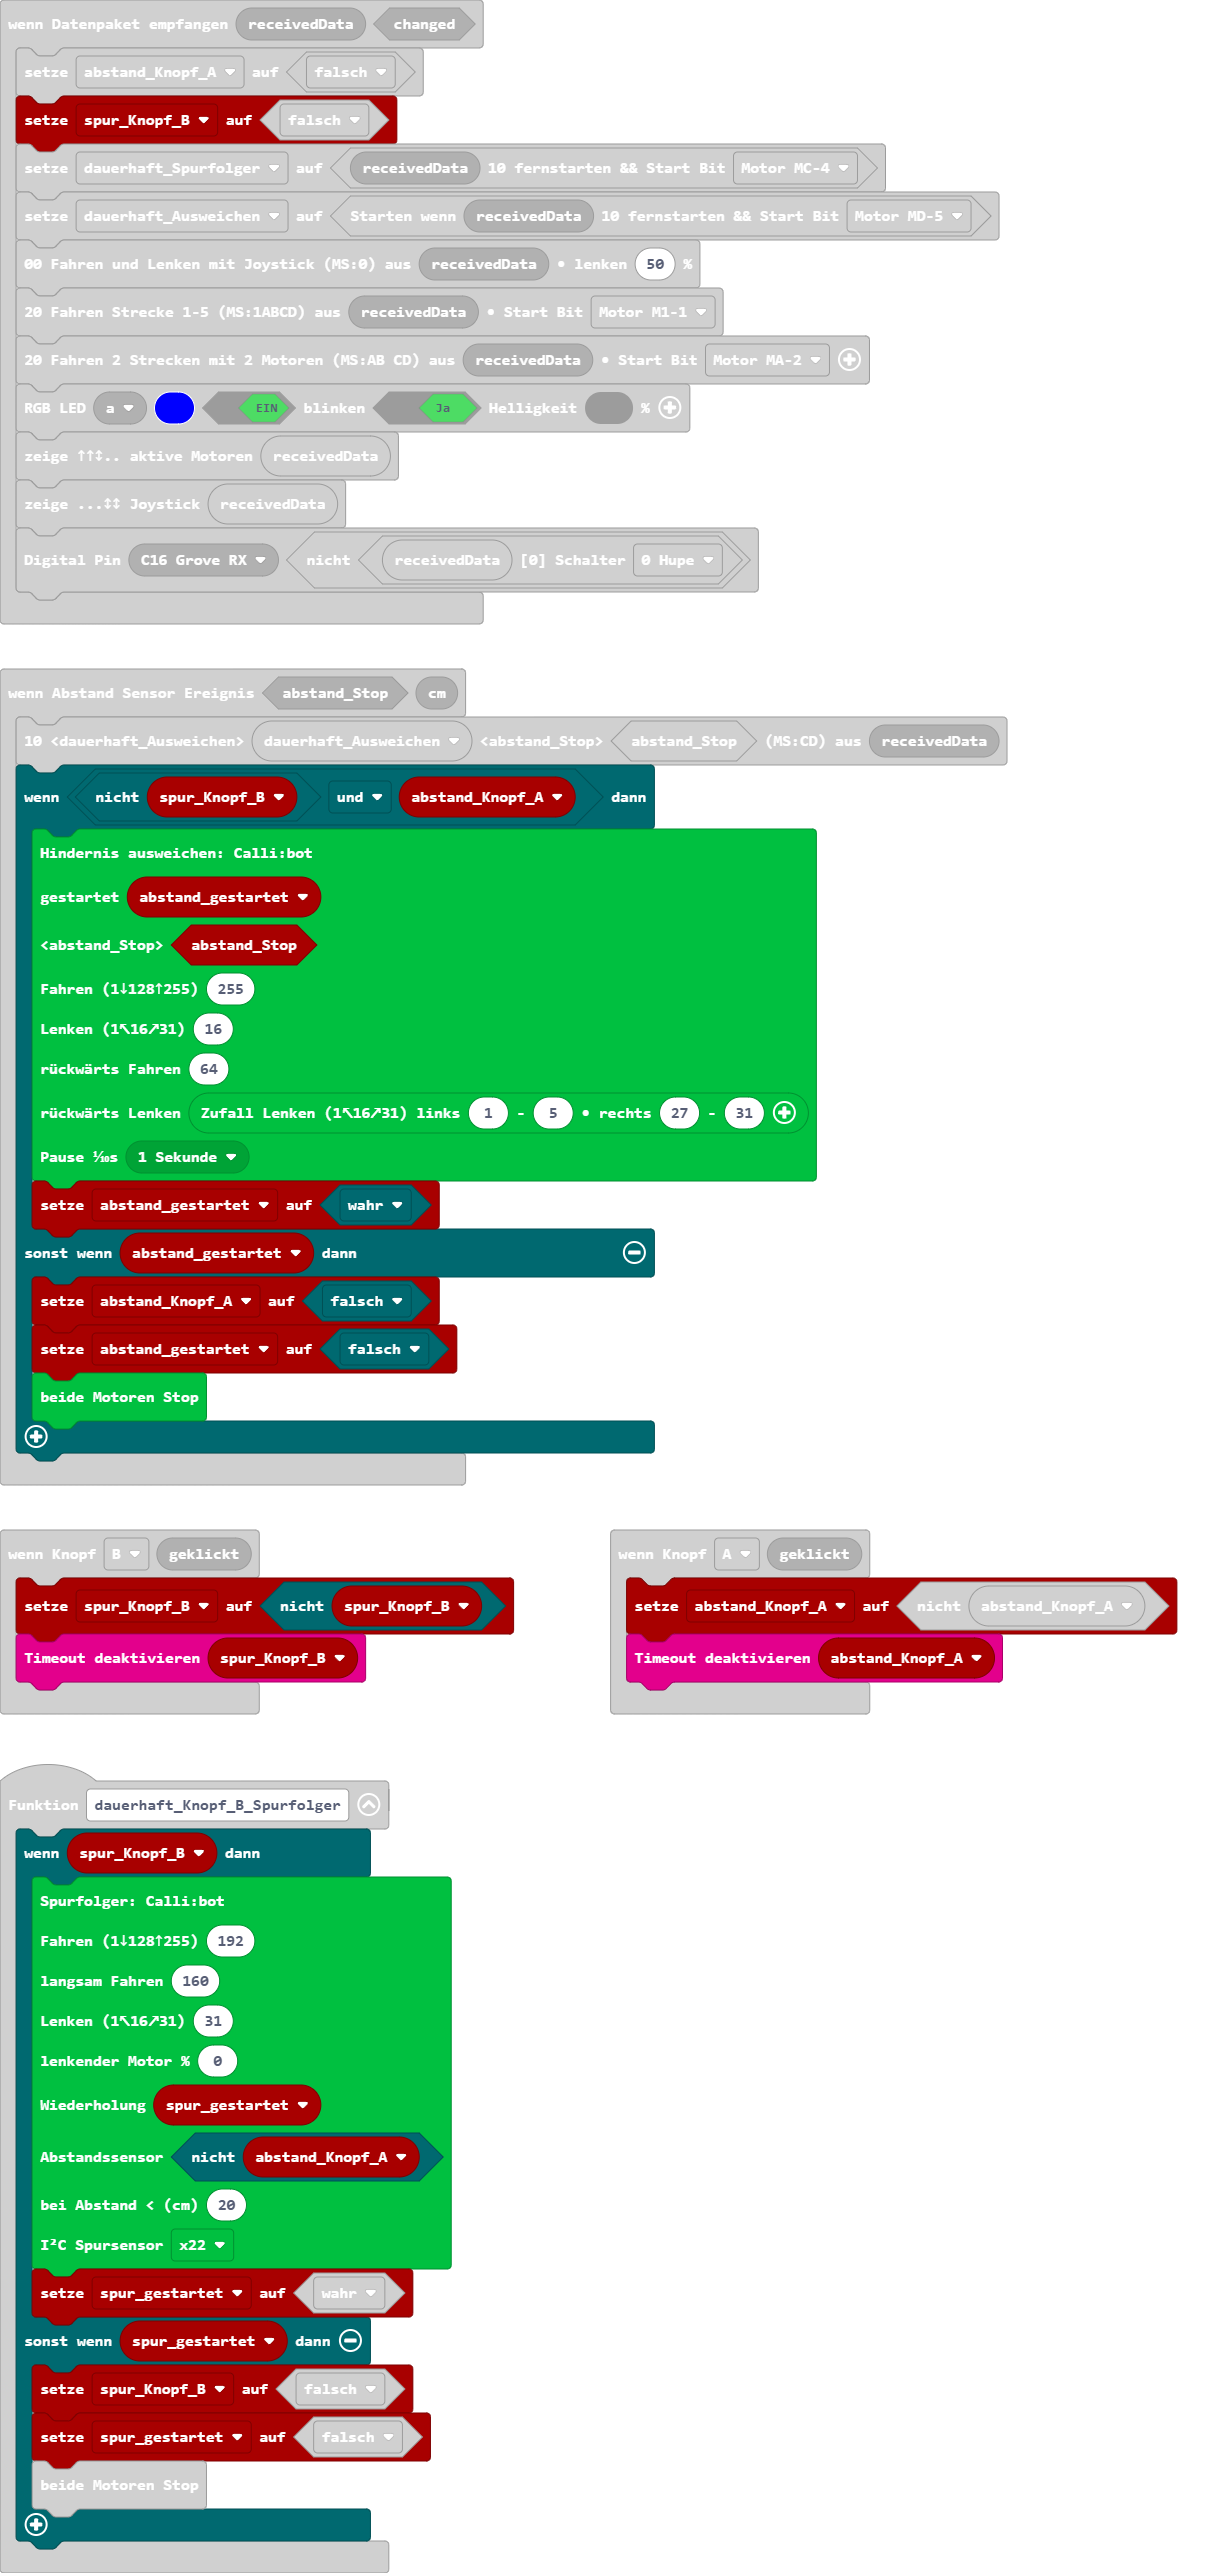 wenn Datenpaket empfangen receivedData changed
setze abstand_Knopf_A auf falsch
setze spur_Knopf_B auf falsch
setze dauerhaft_Spurfolger auf receivedData 10 fernstarten && Start Bit Motor MC-4
setze dauerhaft_Ausweichen auf Starten wenn receivedData 10 fernstarten && Start Bit Motor MD-5
00 Fahren und Lenken mit Joystick (MS:0) aus receivedData • lenken 50 %
20 Fahren Strecke 1-5 (MS:1ABCD) aus receivedData • Start Bit Motor M1-1
20 Fahren 2 Strecken mit 2 Motoren (MS:AB CD) aus receivedData • Start Bit Motor MA-2
RGB LED a EIN blinken Ja Helligkeit %
zeige ↑↑↕.. aktive Motoren receivedData
zeige ...↕↕ Joystick receivedData
Digital Pin C16 Grove RX nicht receivedData [0] Schalter 0 Hupe
wenn Abstand Sensor Ereignis abstand_Stop cm
10 <dauerhaft_Ausweichen> dauerhaft_Ausweichen <abstand_Stop> abstand_Stop (MS:CD) aus receivedData
wenn nicht spur_Knopf_B und abstand_Knopf_A dann
Hindernis ausweichen: Calli:bot
gestartet abstand_gestartet
<abstand_Stop> abstand_Stop
Fahren (1↓128↑255) 255
Lenken (1↖16↗31) 16
rückwärts Fahren 64
rückwärts Lenken Zufall Lenken (1↖16↗31) links 1 - 5 • rechts 27 - 31
Pause ⅒s 1 Sekunde
setze abstand_gestartet auf wahr
sonst wenn abstand_gestartet dann
setze abstand_Knopf_A auf falsch
setze abstand_gestartet auf falsch
beide Motoren Stop
wenn Knopf B geklickt
setze spur_Knopf_B auf nicht spur_Knopf_B
Timeout deaktivieren spur_Knopf_B
wenn Knopf A geklickt
setze abstand_Knopf_A auf nicht abstand_Knopf_A
Timeout deaktivieren abstand_Knopf_A
Funktion dauerhaft_Knopf_B_Spurfolger
wenn spur_Knopf_B dann
Spurfolger: Calli:bot
Fahren (1↓128↑255) 192
langsam Fahren 160
Lenken (1↖16↗31) 31
lenkender Motor % 0
Wiederholung spur_gestartet
Abstandssensor nicht abstand_Knopf_A
bei Abstand < (cm) 20
I²C Spursensor x22
setze spur_gestartet auf wahr
sonst wenn spur_gestartet dann
setze spur_Knopf_B auf falsch
setze spur_gestartet auf falsch
beide Motoren Stop